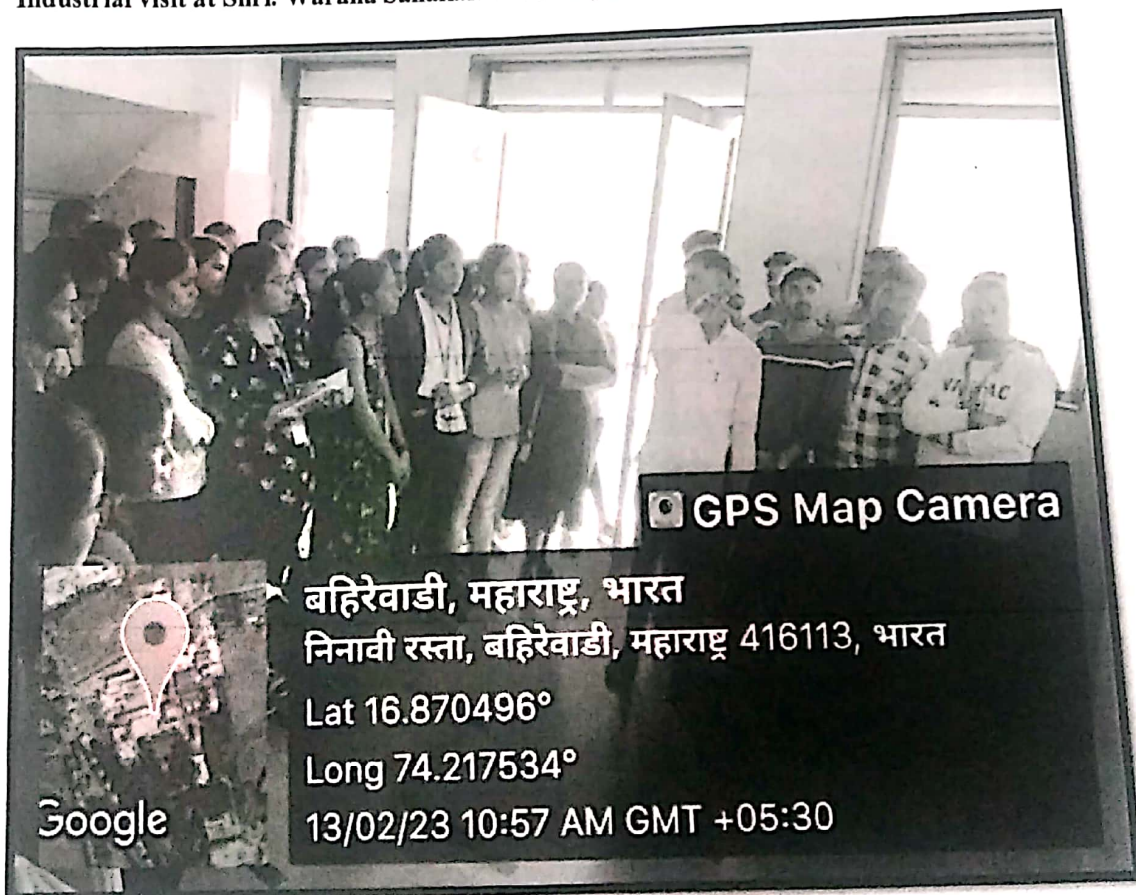 Industrial visit at Shri. Warana
GPS Map Camera
बहिरेवाडी, महाराष्ट्र, भारत
निनावी रस्ता, बहिरेवाडी, महाराष्ट्र 416113, भारत
Lat 16.870496°
Long 74.217534°
13/02/23 10:57 AM GMT +05:30
Google